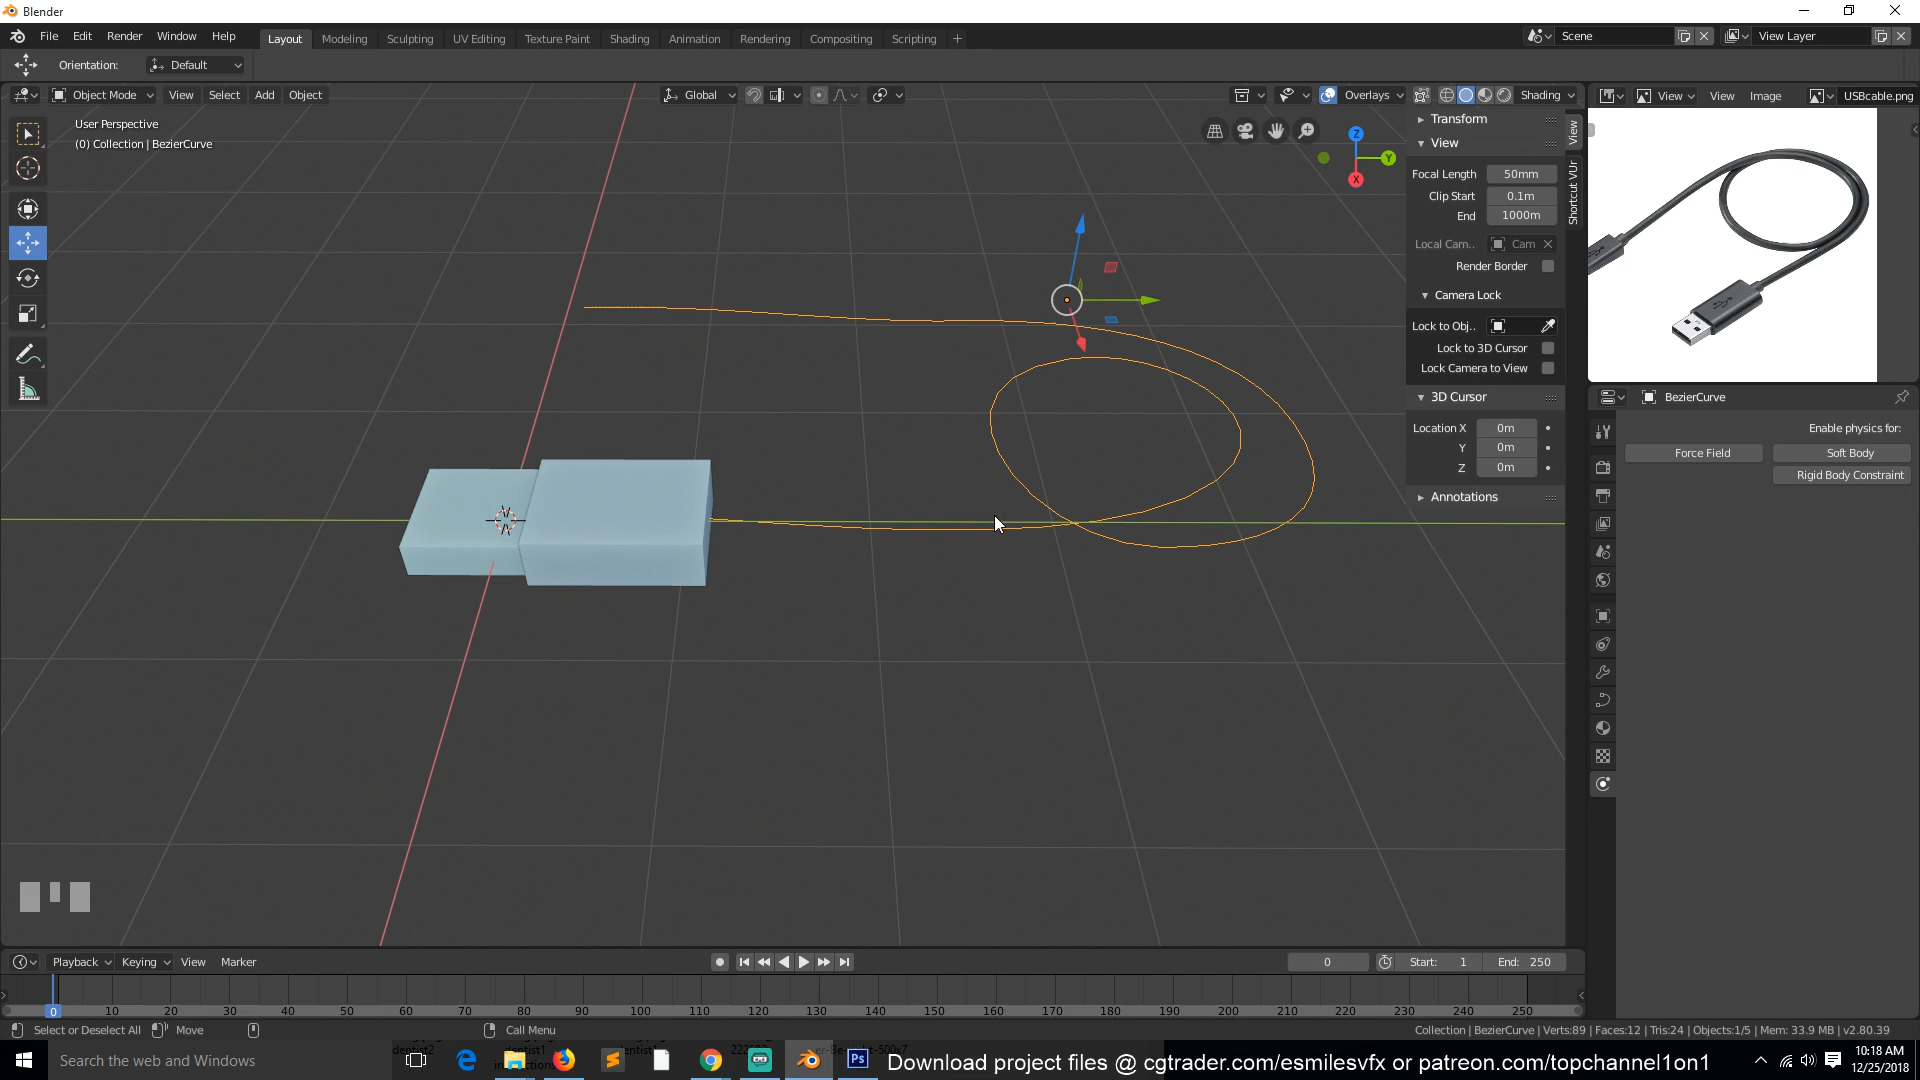 Blender
File Edit Render Window Help
Layout Modeling Sculpting UV Editing Texture Paint Shading Animation Rendering Compositing Scripting +
Scene
View Layer
Orientation: Default
Object Mode View Select Add Object
Global
Overlays
Shading
View View Image USBcable.png
User Perspective
(0) Collection | BezierCurve
Z
Y
X
Transform
View
Focal Length 50mm
Clip Start 0.1m
End 1000m
Local Cam.. Cam
Render Border
Camera Lock
Lock to Obj..
Lock to 3D Cursor
Lock Camera to View
3D Cursor
Location X 0m
Y 0m
Z 0m
Annotations
View
Shortcut VUr
BezierCurve
Enable physics for:
Force Field Soft Body
Rigid Body Constraint
Playback Keying View Marker
0 Start: 1 End: 250
0 10 20 30 40 50 60 70 80 90 100 110 120 130 140 150 160 170 180 190 200 210 220 230 240 250
Select or Deselect All Move Call Menu
Collection | BezierCurve | Verts:89 | Faces:12 | Tris:24 | Objects:1/5 | Mem: 33.9 MB | v2.80.39
Search the web and Windows
Download project files @ cgtrader.com/esmilesvfx or patreon.com/topchannel1on1
10:18 AM
12/25/2018